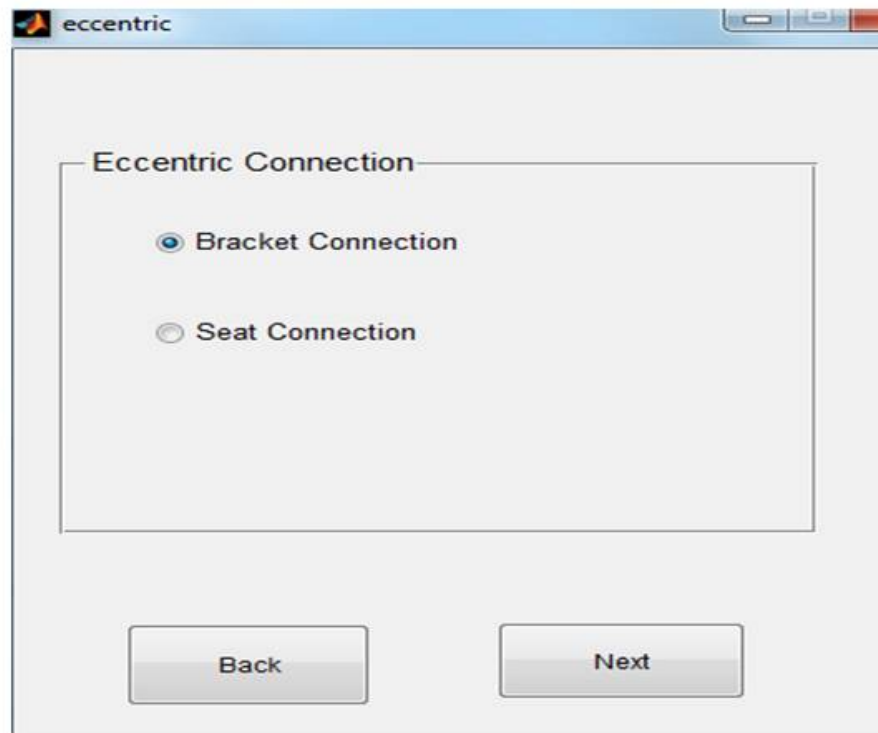 eccentric
Eccentric Connection
Bracket Connection
Seat Connection
Back
Next